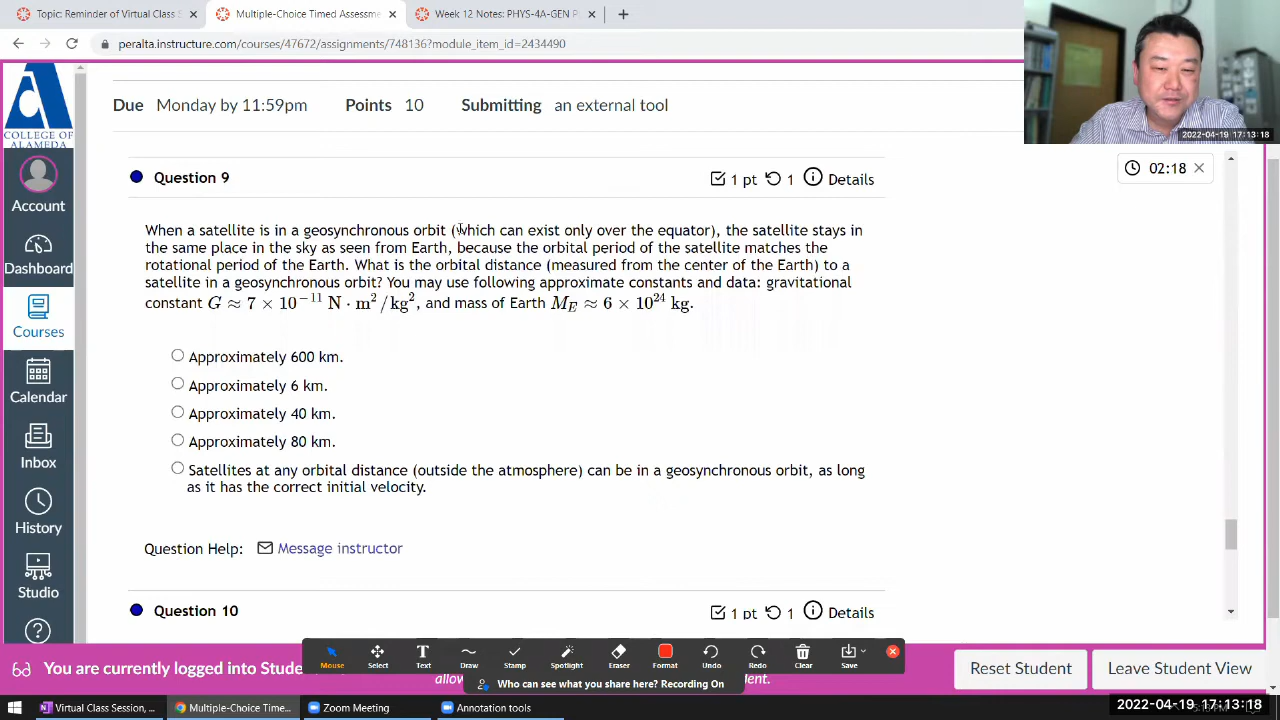 Topic: Reminder of Virtual Class S
Multiple-Choice Timed Assessme
Week 12 Notes: PHYS-4A-GEN P
peralta.instructure.com/courses/47672/assignments/748136?module_item_id=2434490
2022-04-19 17:13:18
COLLEGE OF
ALAMEDA
Account
Dashboard
Courses
Calendar
Inbox
History
Studio
Due Monday by 11:59pm Points 10 Submitting an external tool
02:18
Question 9
1 pt 1 Details
When a satellite is in a geosynchronous orbit (which can exist only over the equator), the satellite stays in
the same place in the sky as seen from Earth, because the orbital period of the satellite matches the
rotational period of the Earth. What is the orbital distance (measured from the center of the Earth) to a
satellite in a geosynchronous orbit? You may use following approximate constants and data: gravitational
constant G ≈ 7 × 10⁻¹¹ N · m²/kg², and mass of Earth M_E ≈ 6 × 10²⁴ kg.
Approximately 600 km.
Approximately 6 km.
Approximately 40 km.
Approximately 80 km.
Satellites at any orbital distance (outside the atmosphere) can be in a geosynchronous orbit, as long
as it has the correct initial velocity.
Question Help: Message instructor
Question 10
1 pt 1 Details
Mouse Select Text Draw Stamp Spotlight Eraser Format Undo Redo Clear Save
Who can see what you share here? Recording On
You are currently logged into Stude
Reset Student
Leave Student View
Virtual Class Session, ...
Multiple-Choice Time...
Zoom Meeting
Annotation tools
2022-04-19 17:13:18